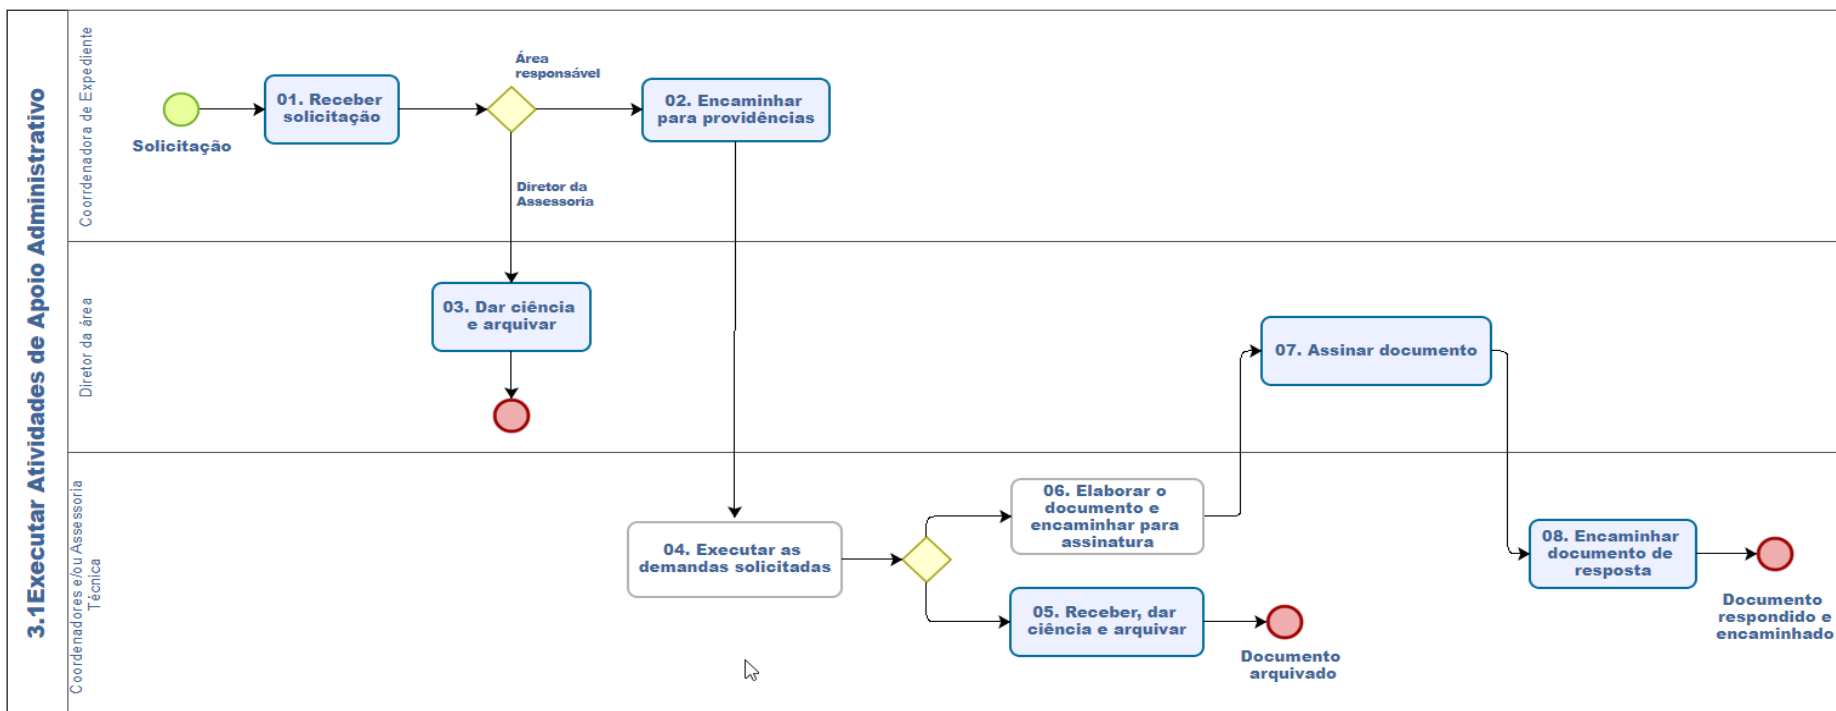 3.1Executar Atividades de Apoio Administrativo
Coorrdenadora de Expediente
Solicitação
01. Receber
solicitação
Área
responsável
02. Encaminhar
para providências
Diretor da
Assessoria
Diretor da área
03. Dar ciência
e arquivar
07. Assinar documento
Coordenadores e/ou Assessoria
Técnica
04. Executar as
demandas solicitadas
06. Elaborar o
documento e
encaminhar para
assinatura
05. Receber, dar
ciência e arquivar
Documento
arquivado
08. Encaminhar
documento de
resposta
Documento
respondido e
encaminhado